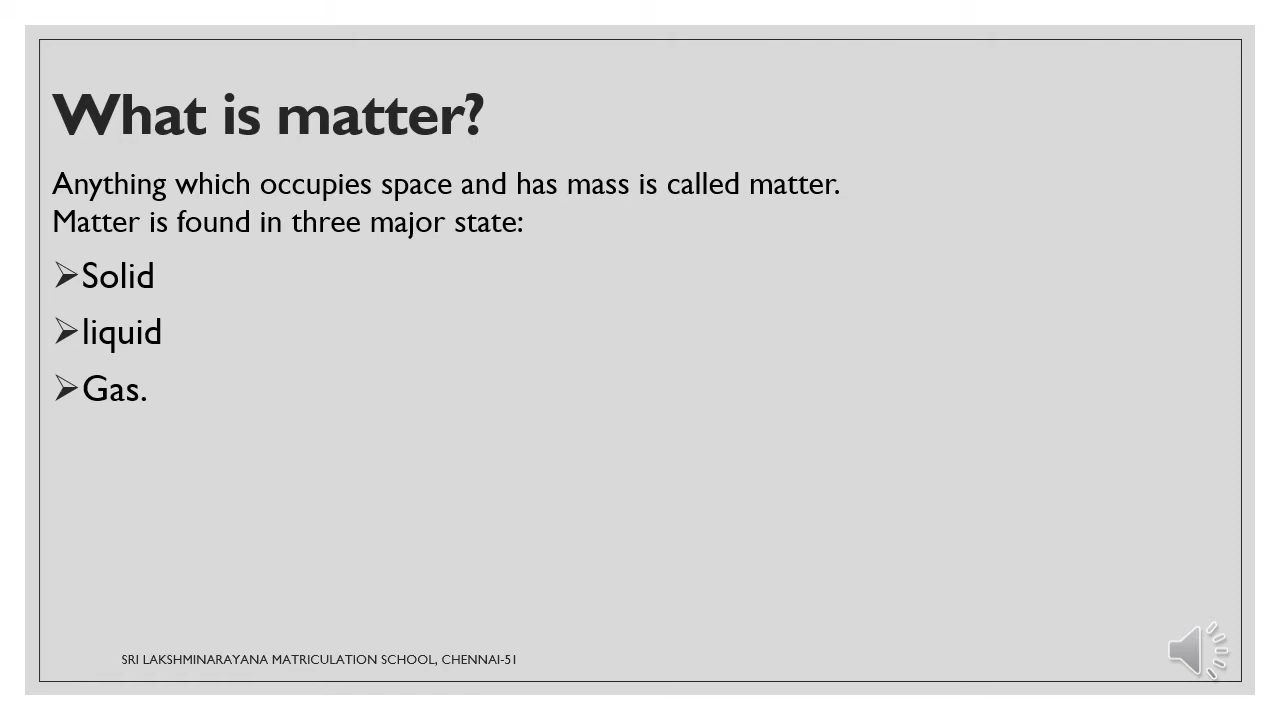 What is matter?
Anything which occupies space and has mass is called matter.
Matter is found in three major state:
➢Solid
➢liquid
➢Gas.
SRI LAKSHMINARAYANA MATRICULATION SCHOOL, CHENNAI-51